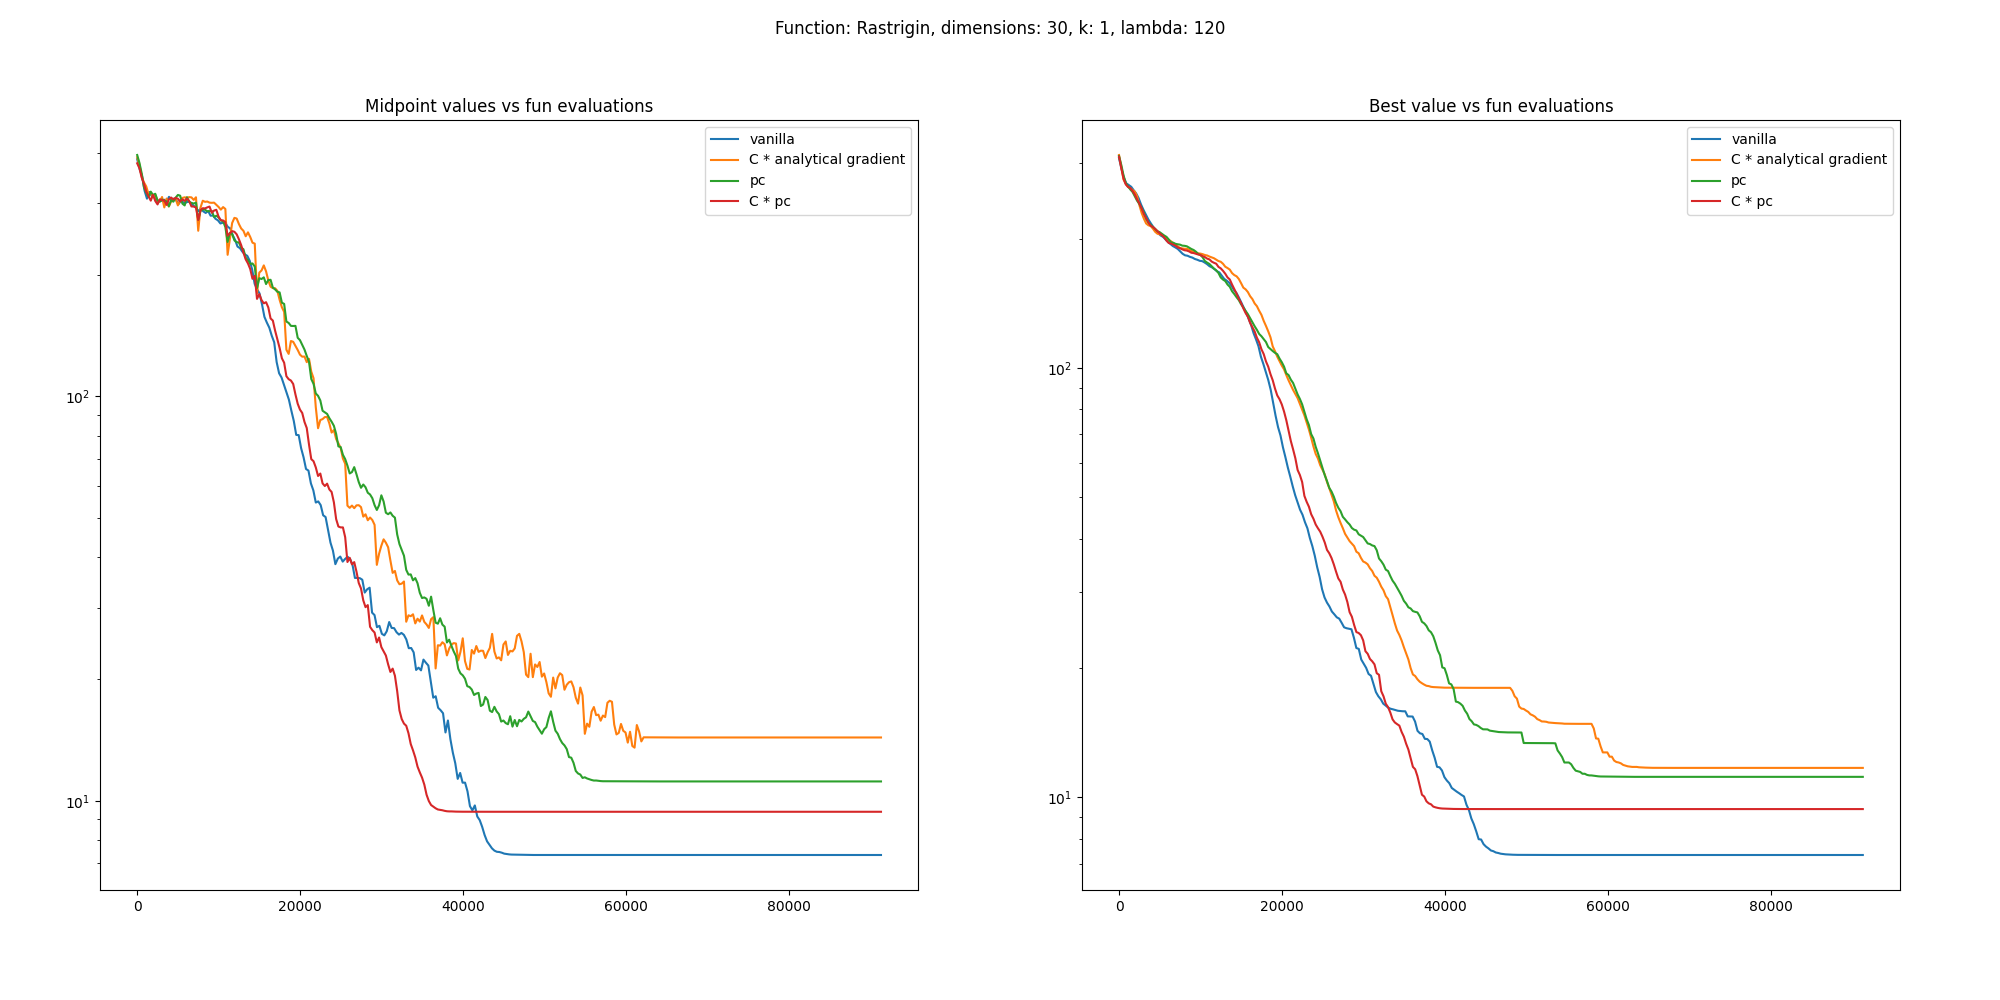 Function: Rastrigin, dimensions: 30, k: 1, lambda: 120
Midpoint values vs fun evaluations
vanilla
C * analytical gradient
pc
C * pc
10²
10¹
0
20000
40000
60000
80000
Best value vs fun evaluations
vanilla
C * analytical gradient
pc
C * pc
10²
10¹
0
20000
40000
60000
80000